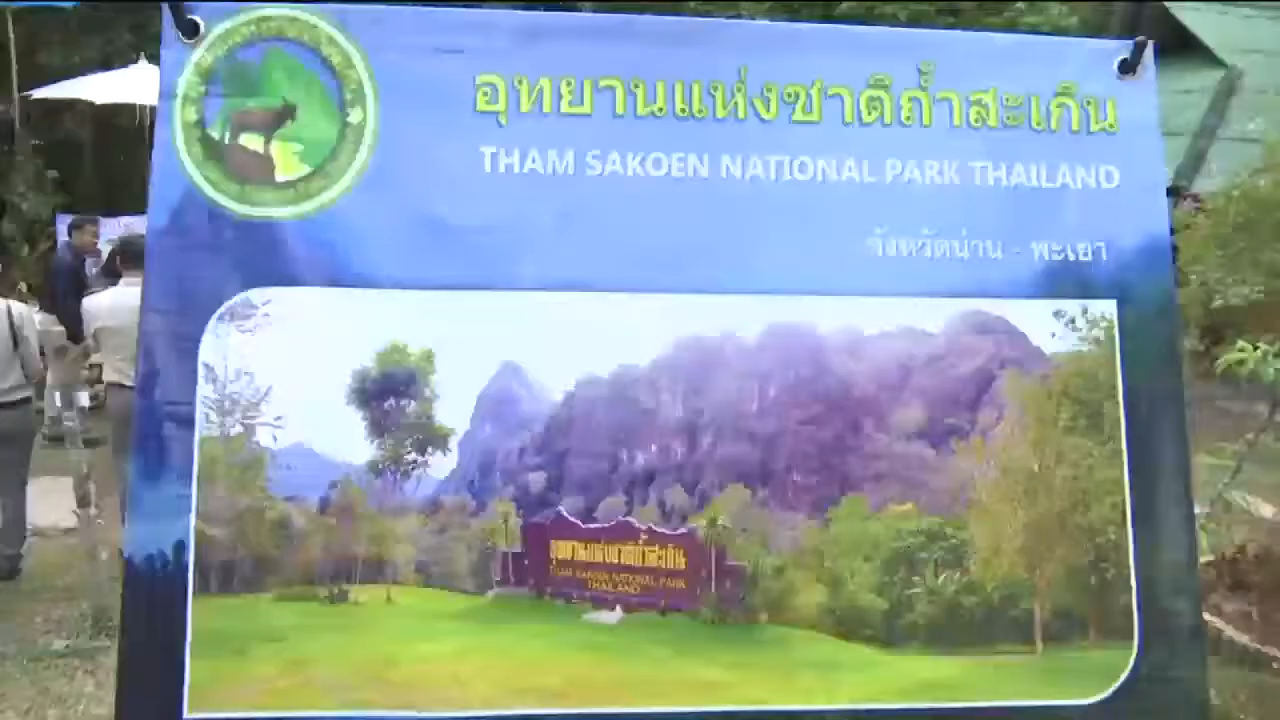 อุทยานแห่งชาติถ้ำสะเกิน
THAM SAKOEN NATIONAL PARK THAILAND
จังหวัดน่าน - พะเยา
อุทยานแห่งชาติถ้ำสะเกิน
THAM SAKOEN NATIONAL PARK
THAILAND